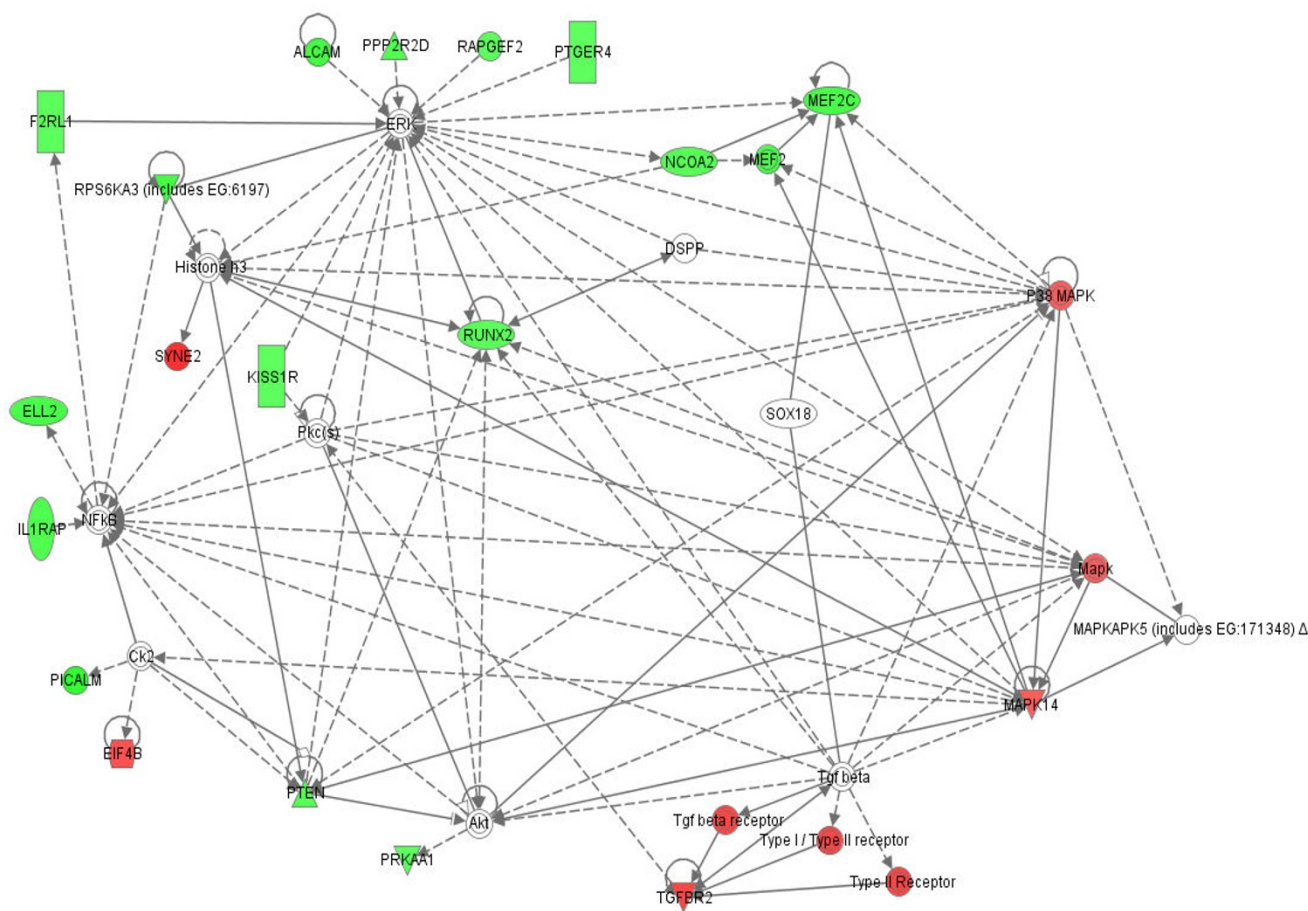 ALCAM
PPP2R2D
RAPGEF2
PTGER4
MEF2C
F2RL1
ERK
NCOA2
MEF2
RPS6KA3 (includes EG:6197)
DSPP
Histone h3
P38 MAPK
RUNX2
SYNE2
KISS1R
ELL2
SOX18
Pkc(s)
NFkB
IL1RAP
Mapk
MAPKAPK5 (includes EG:171348) Δ
Ck2
PICALM
MAPK14
EIF4B
Tgf beta
PTEN
Akt
Tgf beta receptor
Type I / Type II receptor
PRKAA1
Type II Receptor
TGFBR2